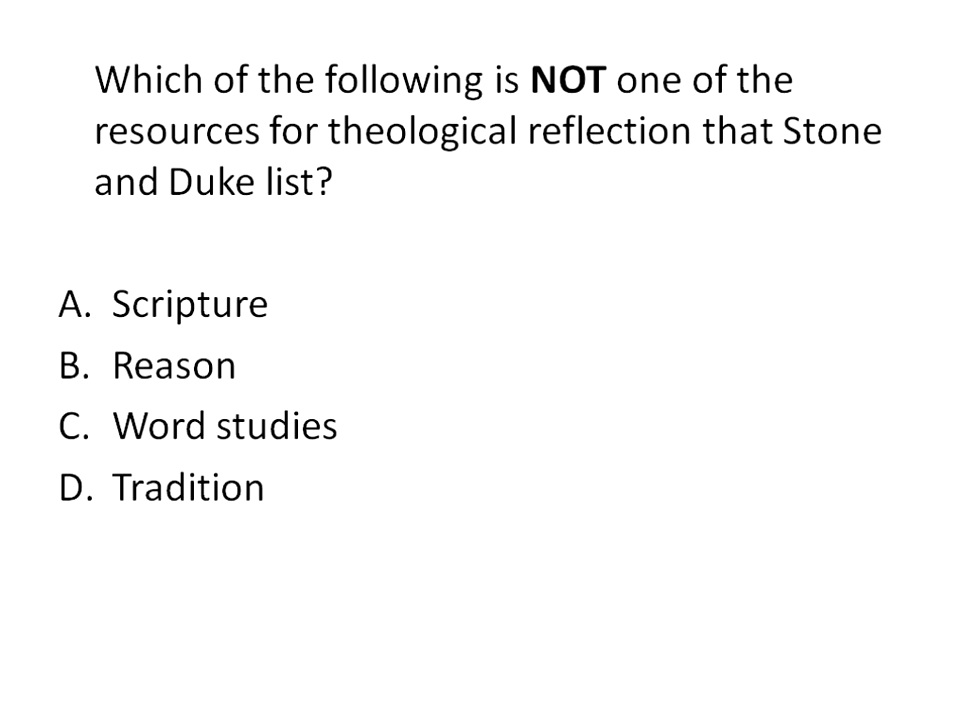 Which of the following is NOT one of the
resources for theological reflection that Stone
and Duke list?
A. Scripture
B. Reason
C. Word studies
D. Tradition